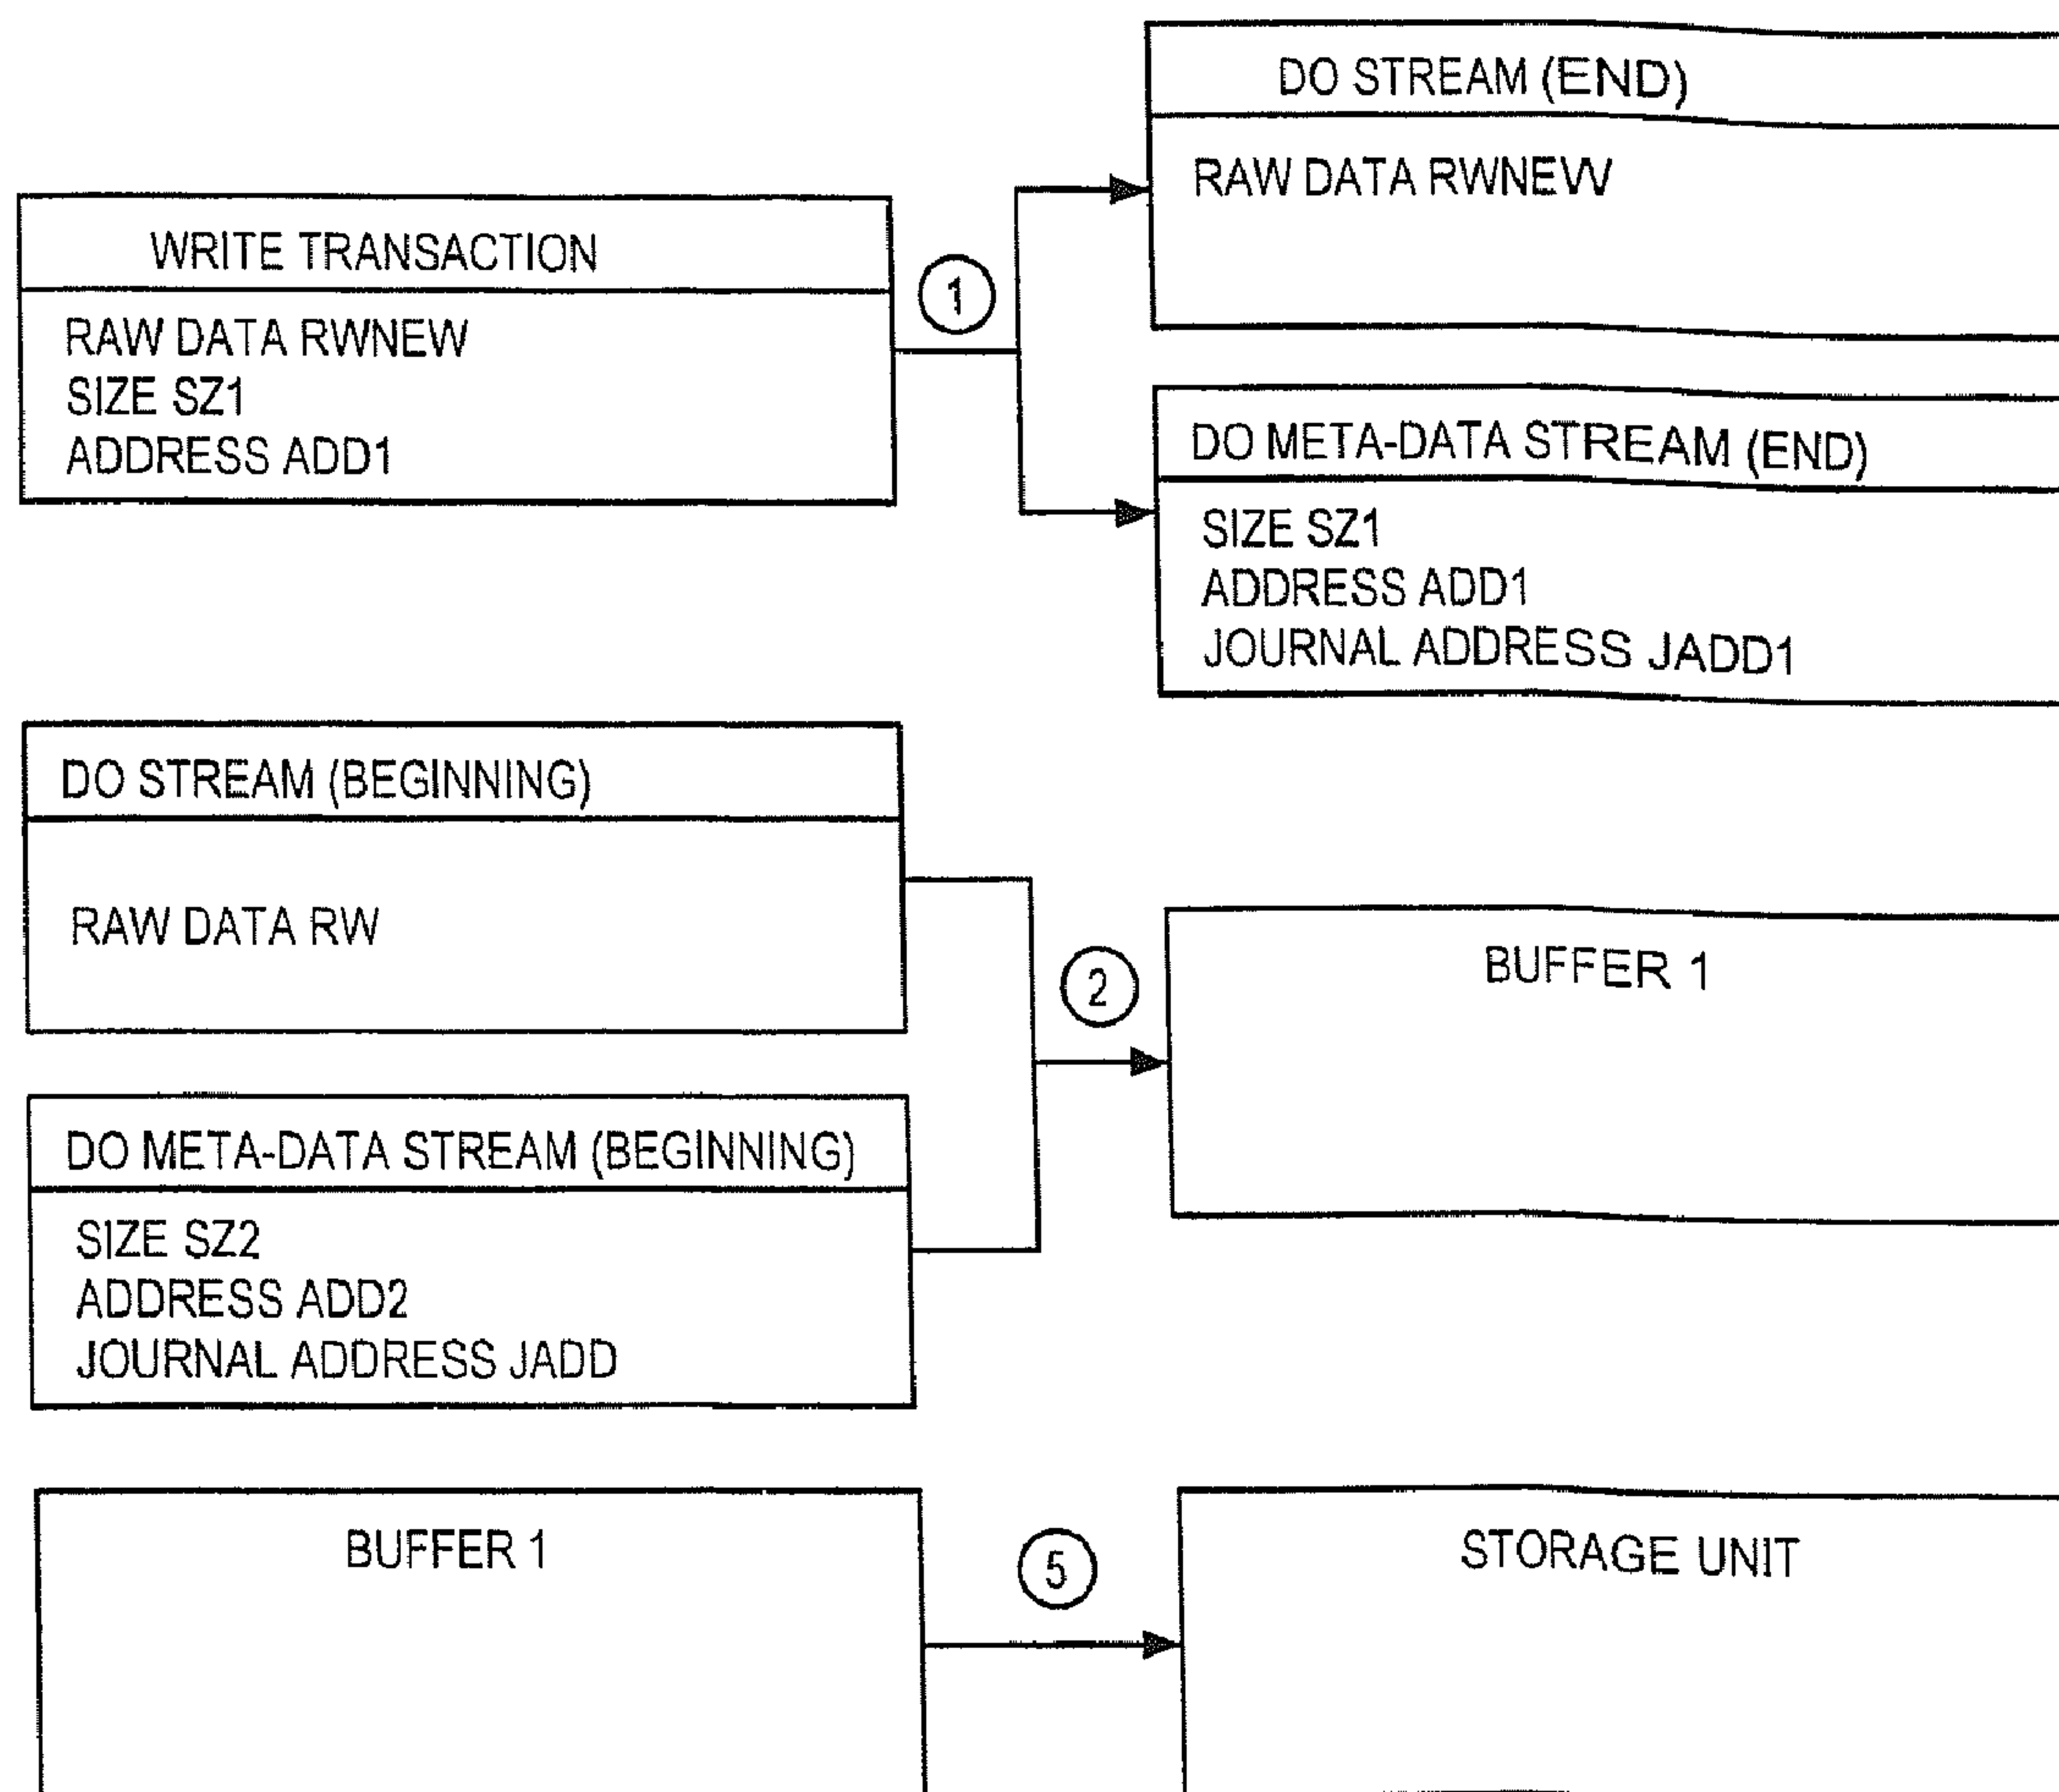 DO STREAM (END)
RAW DATA RWNEW
WRITE TRANSACTION
RAW DATA RWNEW
SIZE SZ1
ADDRESS ADD1
1
DO META-DATA STREAM (END)
SIZE SZ1
ADDRESS ADD1
JOURNAL ADDRESS JADD1
DO STREAM (BEGINNING)
RAW DATA RW
2
BUFFER 1
DO META-DATA STREAM (BEGINNING)
SIZE SZ2
ADDRESS ADD2
JOURNAL ADDRESS JADD
BUFFER 1
5
STORAGE UNIT